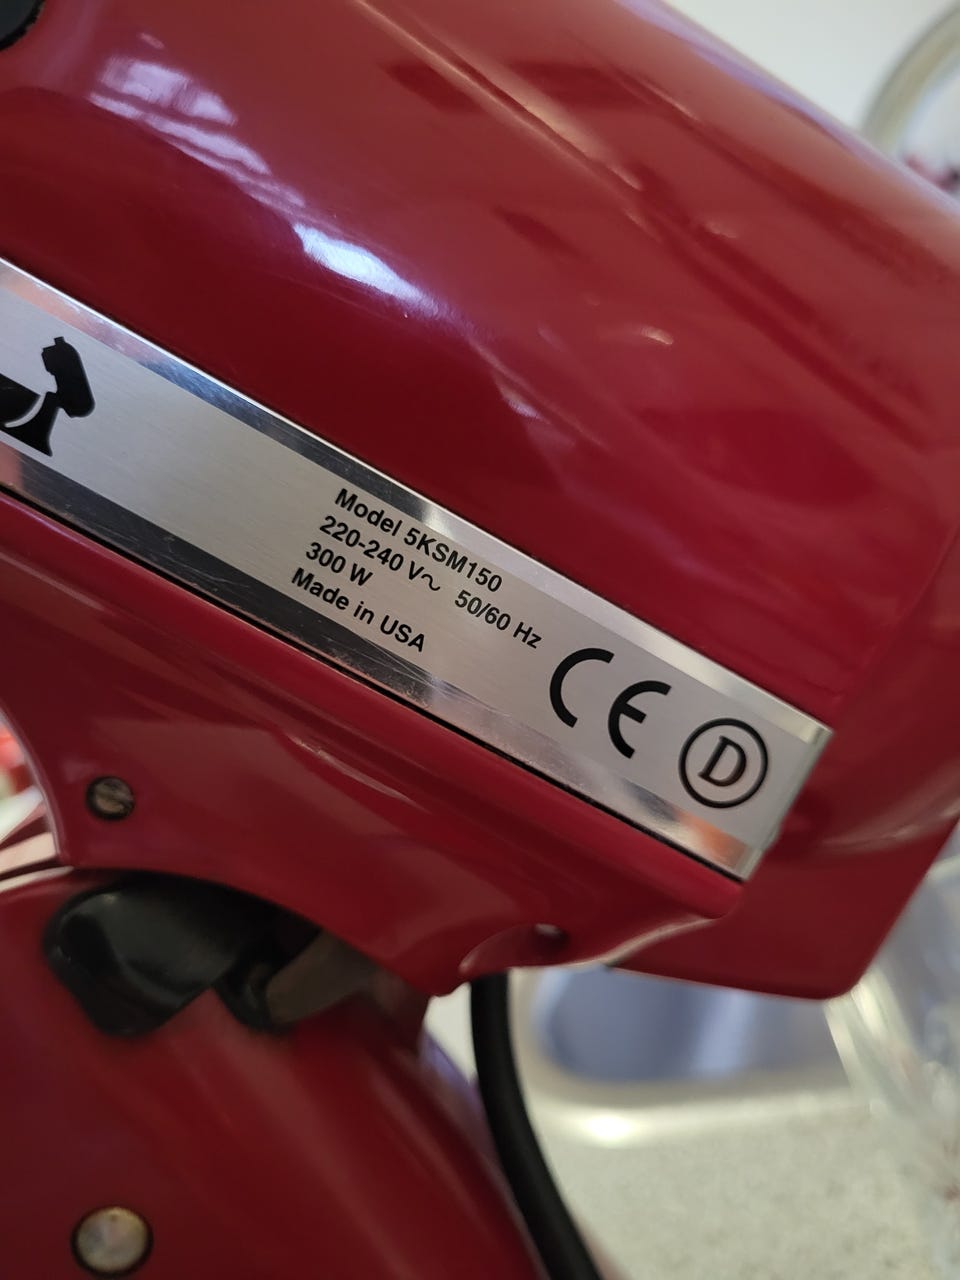 Model 5KSM150
220-240 V～ 50/60 Hz
300 W
Made in USA
CE
D